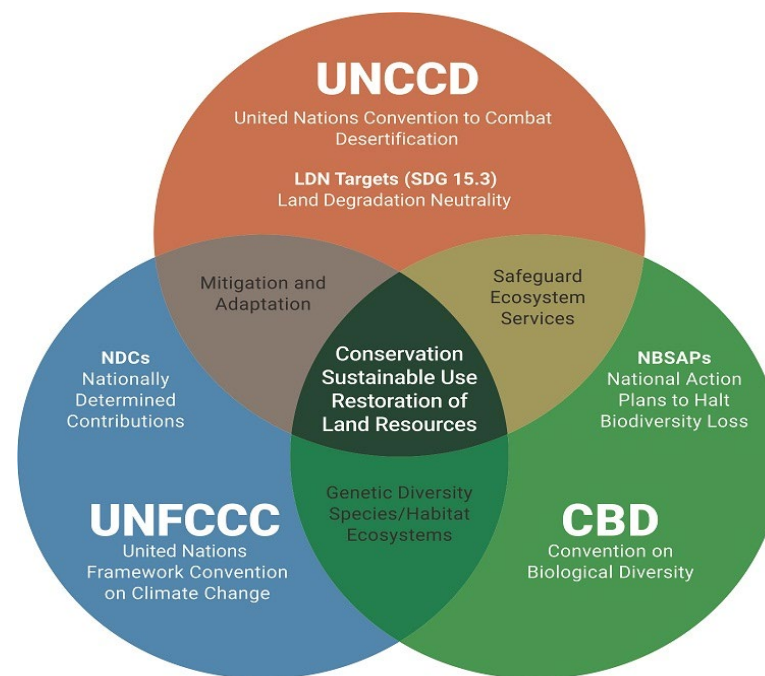 UNCCD
United Nations Convention to Combat
Desertification
LDN Targets (SDG 15.3)
Land Degradation Neutrality
Mitigation and
Adaptation
Safeguard
Ecosystem
Services
Conservation
Sustainable Use
Restoration of
Land Resources
NDCs
Nationally
Determined
Contributions
NBSAPs
National Action
Plans to Halt
Biodiversity Loss
Genetic Diversity
Species/Habitat
Ecosystems
UNFCCC
United Nations
Framework Convention
on Climate Change
CBD
Convention on
Biological Diversity